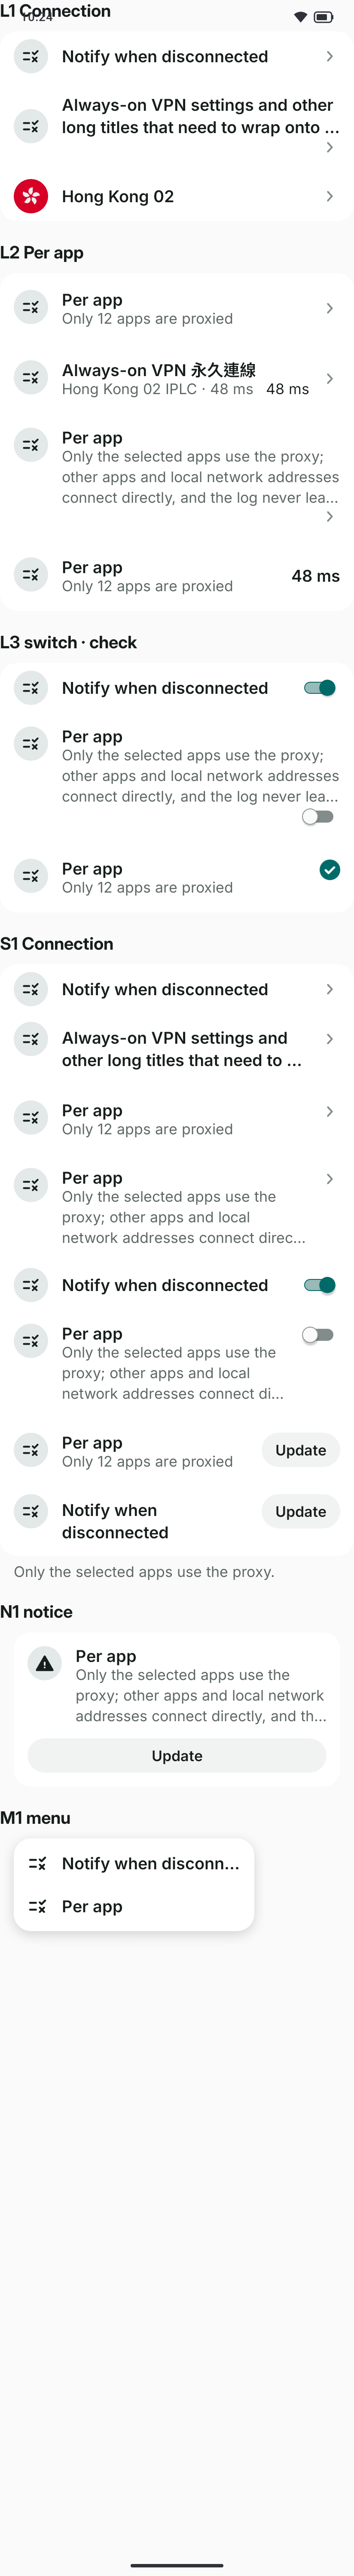 L1 Connection
10:24
Notify when disconnected
Always-on VPN settings and other
long titles that need to wrap onto ...
Hong Kong 02
L2 Per app
Per app
Only 12 apps are proxied
Always-on VPN 永久連線
Hong Kong 02 IPLC · 48 ms 48 ms
Per app
Only the selected apps use the proxy;
other apps and local network addresses
connect directly, and the log never lea...
Per app
Only 12 apps are proxied
48 ms
L3 switch · check
Notify when disconnected
Per app
Only the selected apps use the proxy;
other apps and local network addresses
connect directly, and the log never lea...
Per app
Only 12 apps are proxied
S1 Connection
Notify when disconnected
Always-on VPN settings and
other long titles that need to ...
Per app
Only 12 apps are proxied
Per app
Only the selected apps use the
proxy; other apps and local
network addresses connect direc...
Notify when disconnected
Per app
Only the selected apps use the
proxy; other apps and local
network addresses connect di...
Per app
Only 12 apps are proxied
Update
Notify when
disconnected
Update
Only the selected apps use the proxy.
N1 notice
Per app
Only the selected apps use the
proxy; other apps and local network
addresses connect directly, and th...
Update
M1 menu
Notify when disconn...
Per app